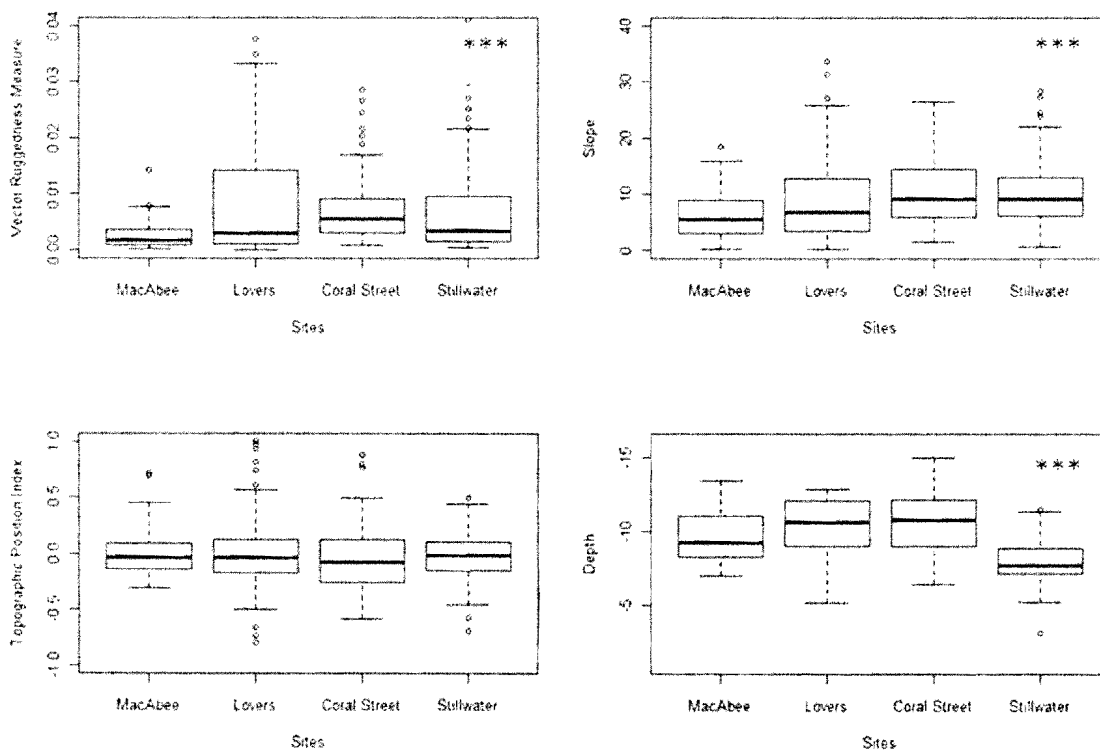 Vector Ruggedness Measure
0.04
0.03
0.02
0.01
0.00
***
MacAbee Lovers Coral Street Stillwater
Sites
Slope
40
30
20
10
0
***
MacAbee Lovers Coral Street Stillwater
Sites
Topographic Position Index
1.0
0.5
0.0
-0.5
-1.0
MacAbee Lovers Coral Street Stillwater
Sites
Depth
-15
-10
-5
***
MacAbee Lovers Coral Street Stillwater
Sites